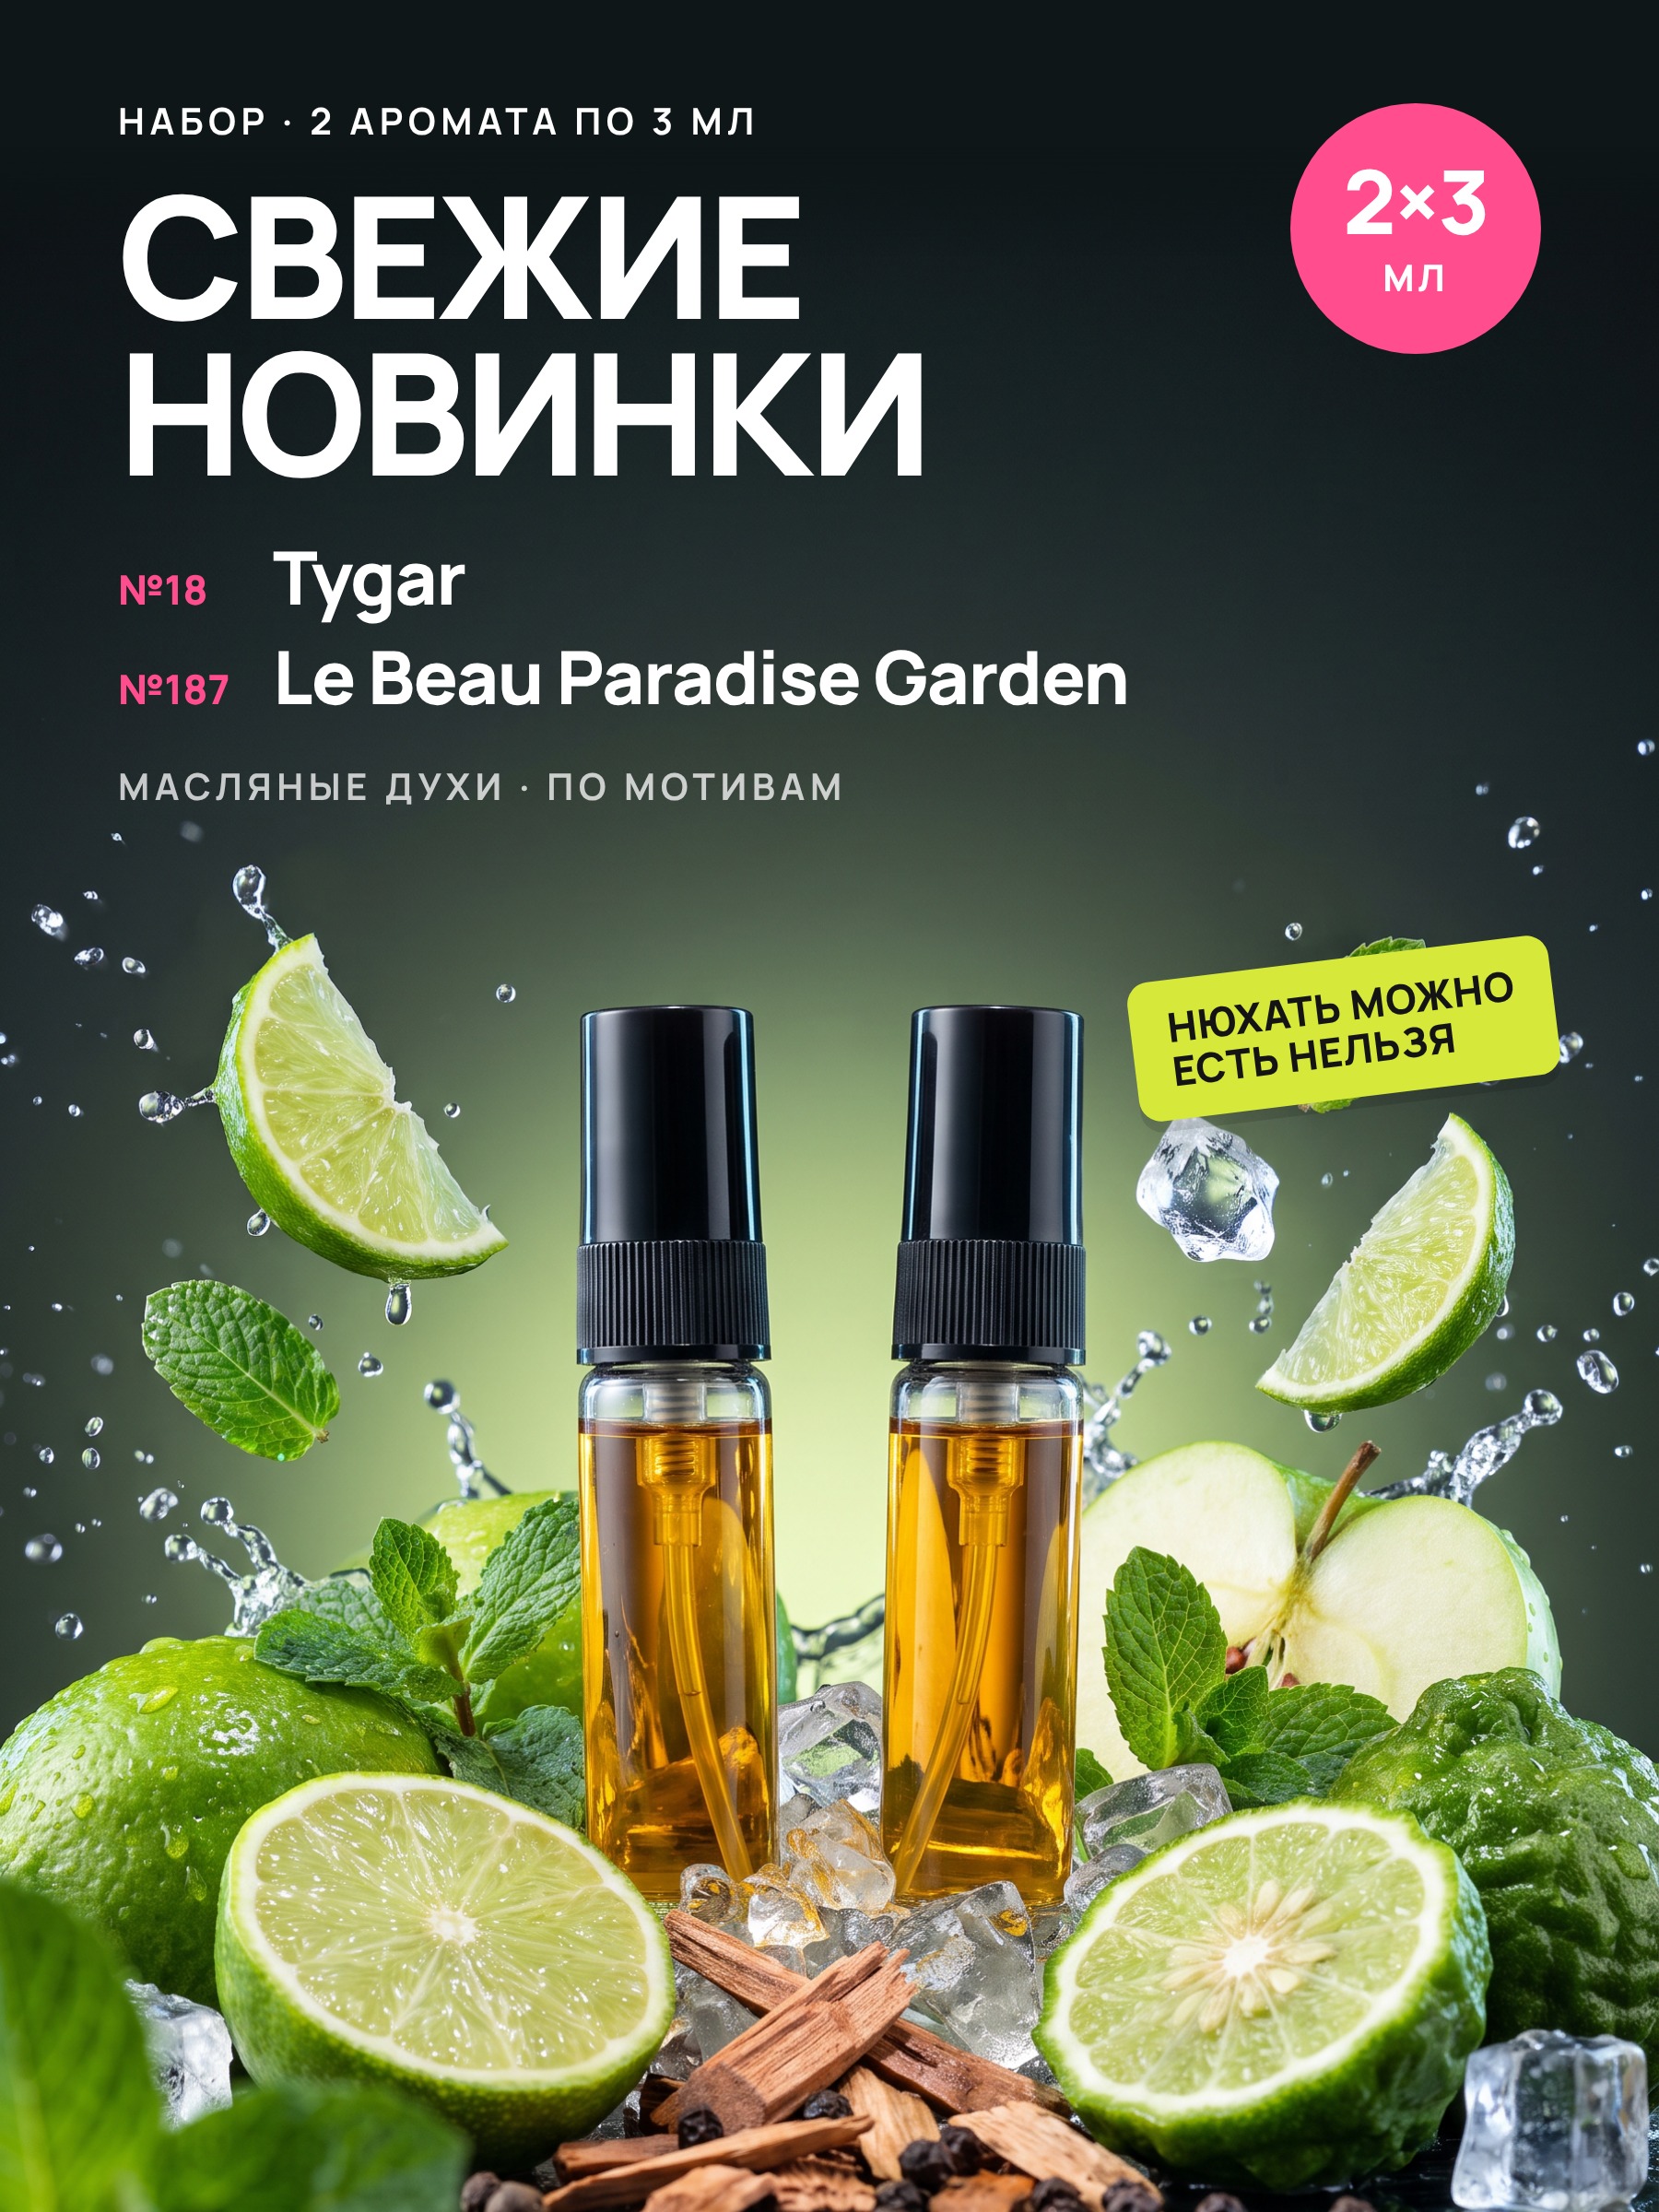 НАБОР · 2 АРОМАТА ПО 3 МЛ
2×3
МЛ
СВЕЖИЕ
НОВИНКИ
№18 Tygar
№187 Le Beau Paradise Garden
МАСЛЯНЫЕ ДУХИ · ПО МОТИВАМ
НЮХАТЬ МОЖНО
ЕСТЬ НЕЛЬЗЯ